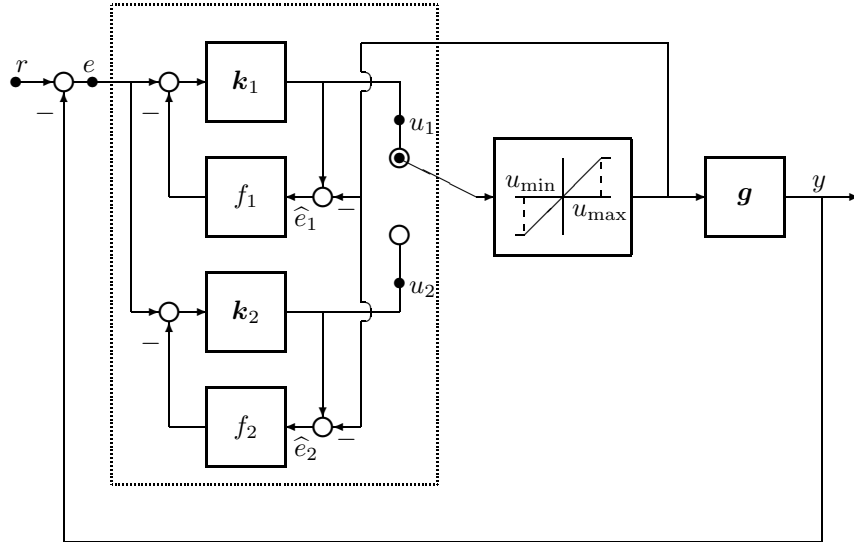 r
e
−
−
k₁
u₁
f₁
ê₁
−
u_min
u_max
g
y
−
k₂
u₂
f₂
ê₂
−